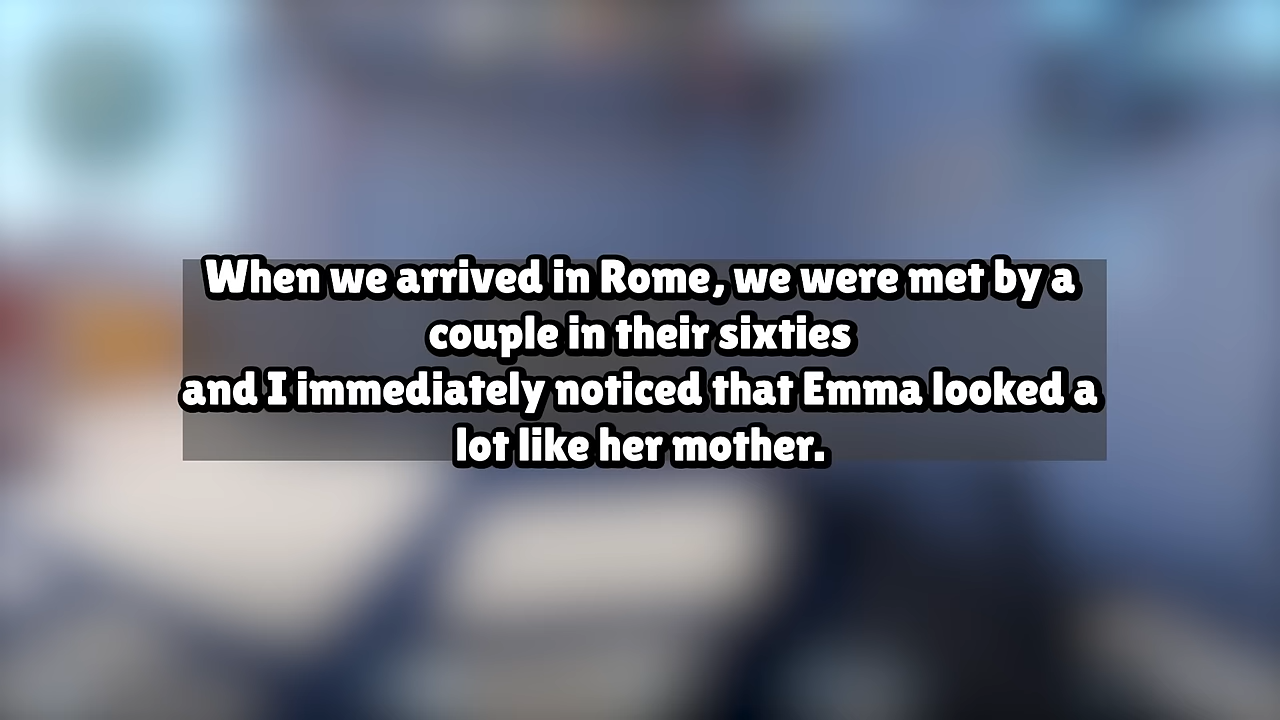 When we arrived in Rome, we were met by a
couple in their sixties
and I immediately noticed that Emma looked a
lot like her mother.